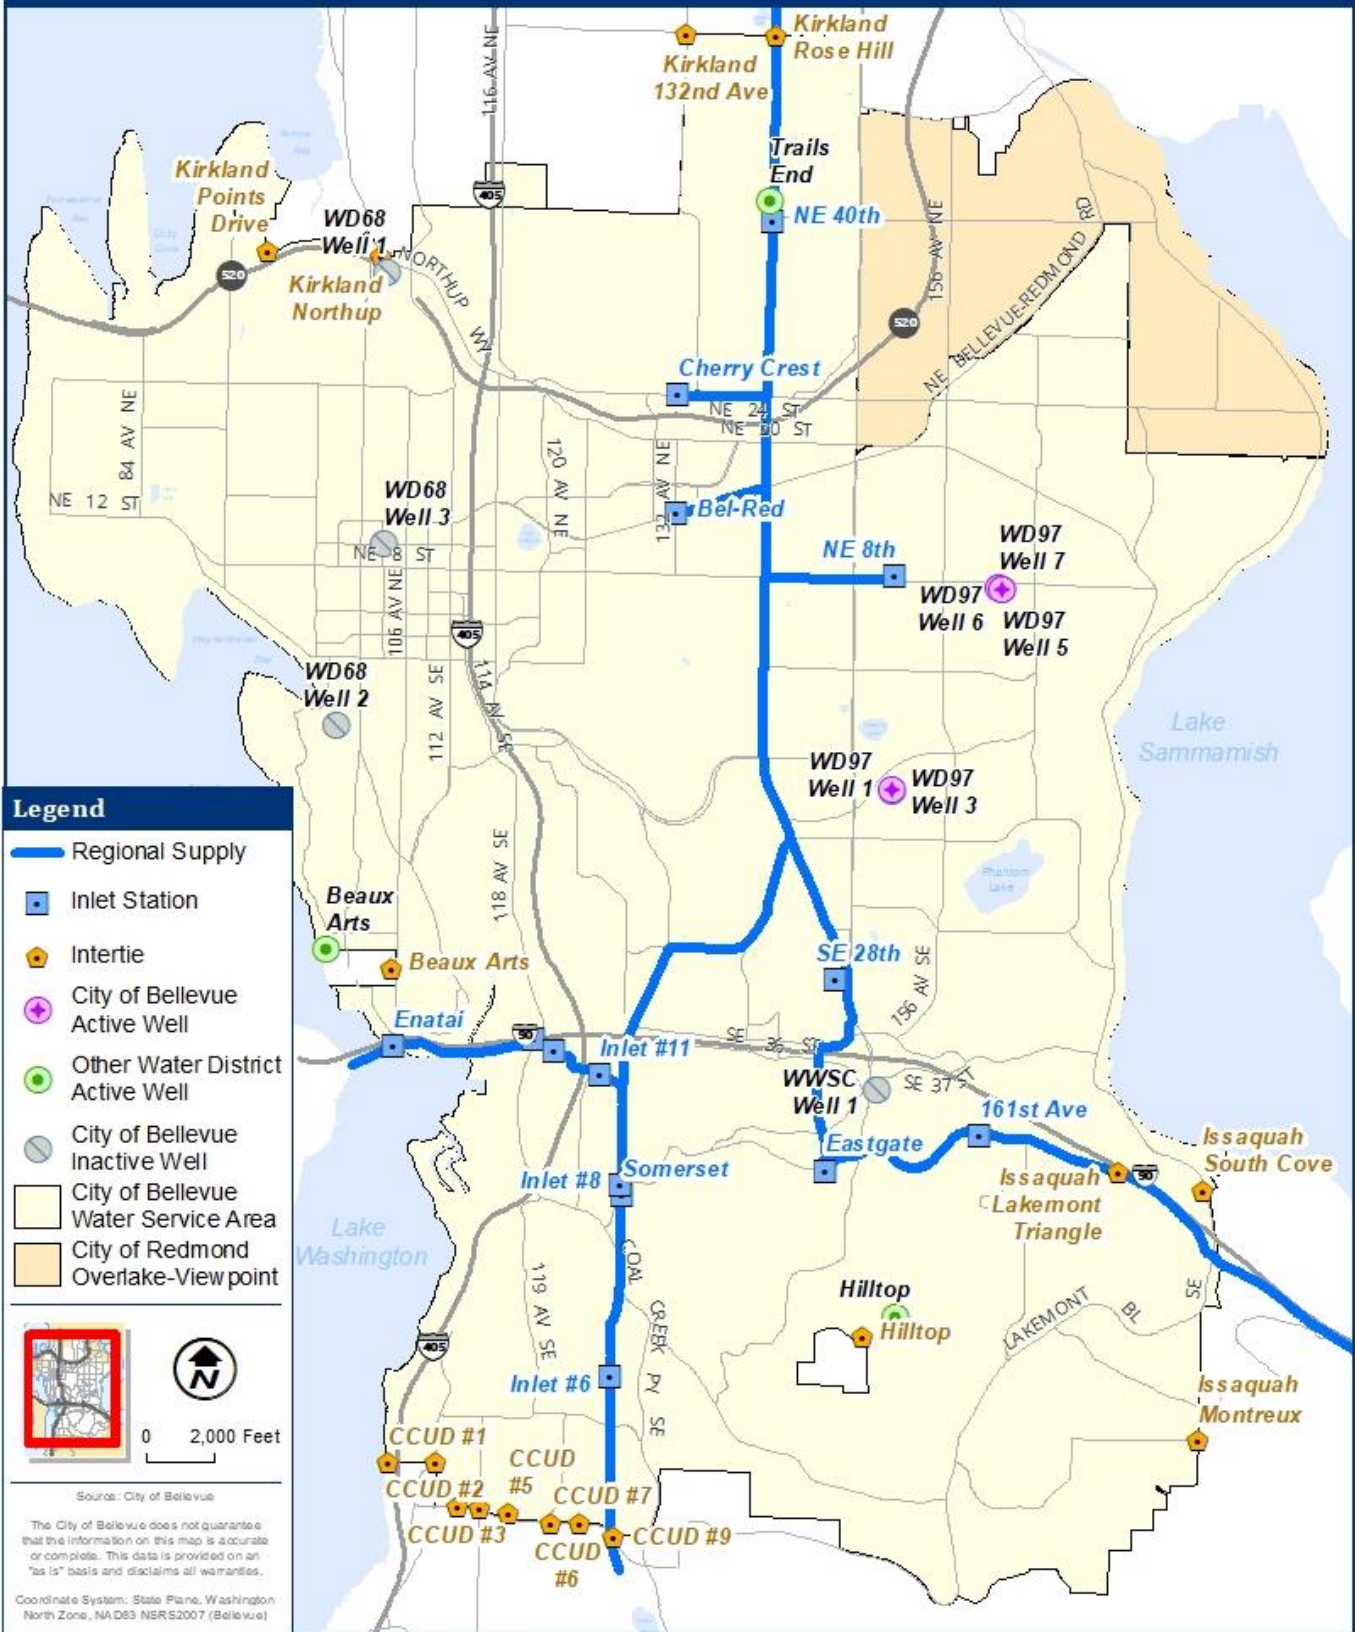 Kirkland
Rose Hill
Kirkland
132nd Ave
116 AV NE
Trails
End
NE 40th
Kirkland
Points
Drive
WD68
Well 1
Kirkland
Northup
405
520
NORTHUP WY
156 AV NE
NE BELLEVUE-REDMOND RD
520
Cherry Crest
NE 24 ST
NE 20 ST
84 AV NE
NE 12 ST
120 AV NE
132 AV NE
Bel-Red
WD68
Well 3
NE 8 ST
106 AV NE
NE 8th
WD97
Well 7
WD97
Well 6
WD97
Well 5
405
WD68
Well 2
112 AV SE
114 AV SE
Lake
Sammamish
WD97
Well 1
WD97
Well 3
118 AV SE
Phantom
Lake
Beaux
Arts
Beaux Arts
SE 28th
156 AV SE
Enatai
90
Inlet #11
SE 36 ST
WWSC
Well 1
SE 37 ST
161st Ave
Eastgate
Issaquah
South Cove
Issaquah
Lakemont
Triangle
90
Inlet #8
Somerset
Lake
Washington
119 AV SE
COAL CREEK PY SE
Hilltop
Hilltop
LAKEMONT BL SE
405
Inlet #6
Issaquah
Montreux
CCUD #1
CCUD #2
CCUD
#5
CCUD #3
CCUD #7
CCUD
#6
CCUD #9
Legend
Regional Supply
Inlet Station
Intertie
City of Bellevue
Active Well
Other Water District
Active Well
City of Bellevue
Inactive Well
City of Bellevue
Water Service Area
City of Redmond
Overlake-Viewpoint
N
0 2,000 Feet
Source: City of Bellevue
The City of Bellevue does not guarantee
that the information on this map is accurate
or complete. This data is provided on an
"as is" basis and disclaims all warranties.
Coordinate System: State Plane, Washington
North Zone, NAD83 NSRS2007 (Bellevue)